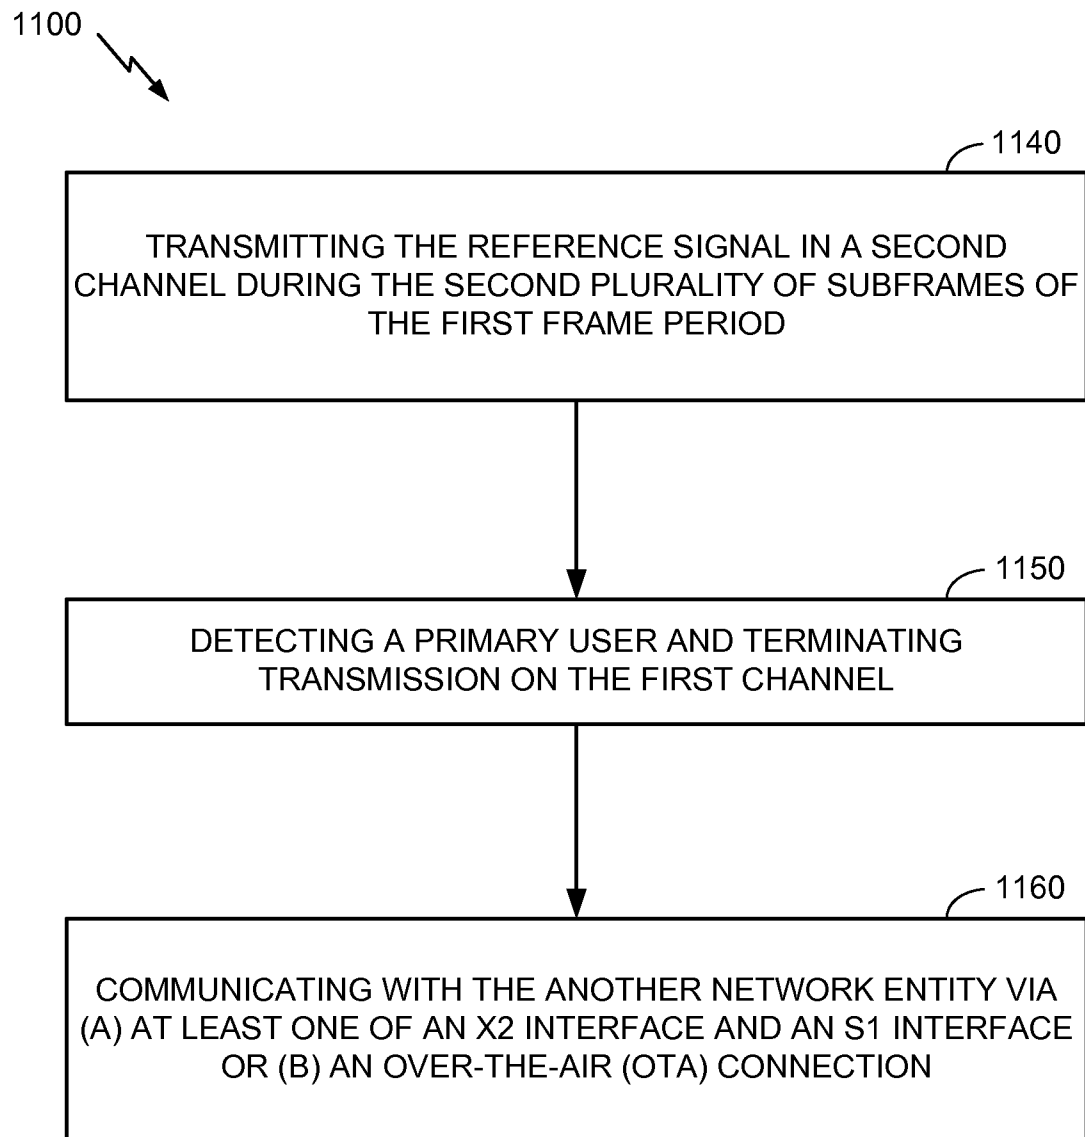 1100
1140
TRANSMITTING THE REFERENCE SIGNAL IN A SECOND
CHANNEL DURING THE SECOND PLURALITY OF SUBFRAMES OF
THE FIRST FRAME PERIOD
1150
DETECTING A PRIMARY USER AND TERMINATING
TRANSMISSION ON THE FIRST CHANNEL
1160
COMMUNICATING WITH THE ANOTHER NETWORK ENTITY VIA
(A) AT LEAST ONE OF AN X2 INTERFACE AND AN S1 INTERFACE
OR (B) AN OVER-THE-AIR (OTA) CONNECTION